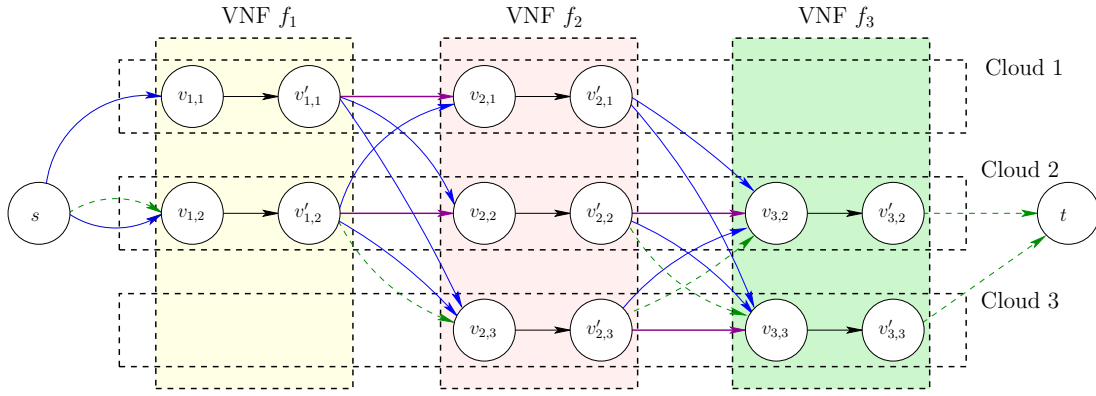 VNF f₁ VNF f₂ VNF f₃
Cloud 1
v₁,₁ v′₁,₁ v₂,₁ v′₂,₁
Cloud 2
s v₁,₂ v′₁,₂ v₂,₂ v′₂,₂ v₃,₂ v′₃,₂ t
Cloud 3
v₂,₃ v′₂,₃ v₃,₃ v′₃,₃